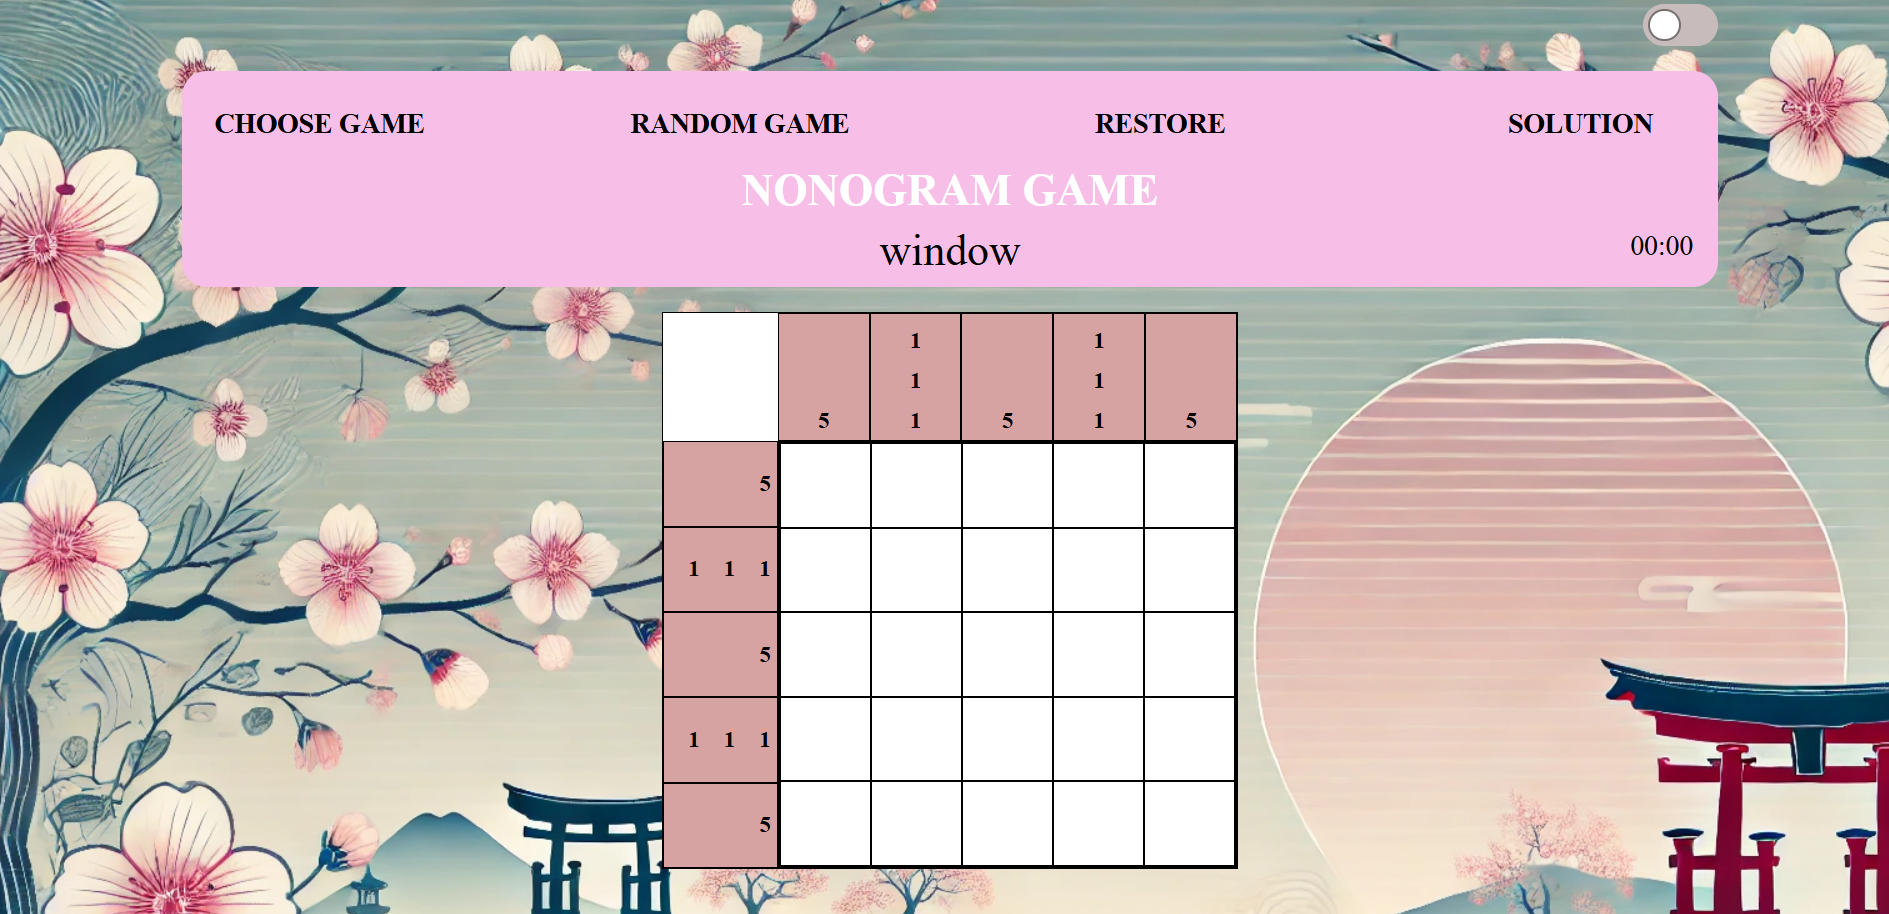 CHOOSE GAME RANDOM GAME RESTORE SOLUTION
NONOGRAM GAME
window
00:00
1 1
1 1
5 1 5 1 5
5
1 1 1
5
1 1 1
5